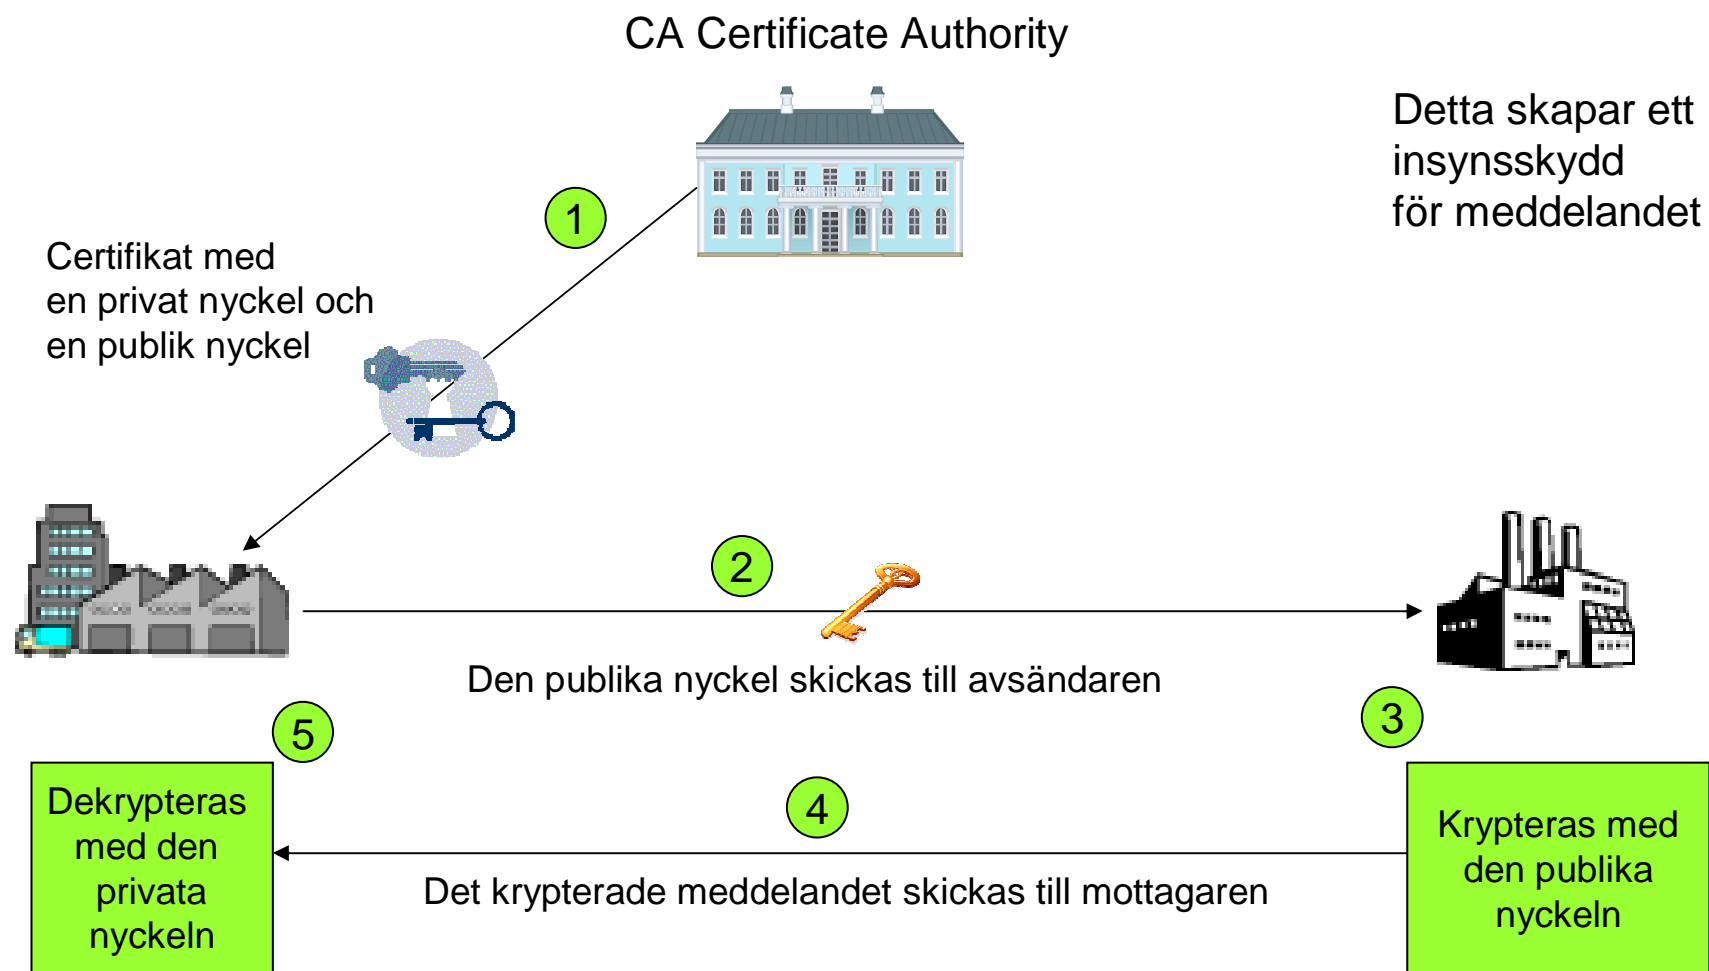 CA Certificate Authority
Detta skapar ett
insynsskydd
för meddelandet
1
Certifikat med
en privat nyckel och
en publik nyckel
2
Den publika nyckel skickas till avsändaren
3
5
4
Dekrypteras
med den
privata
nyckeln
Det krypterade meddelandet skickas till mottagaren
Krypteras med
den publika
nyckeln